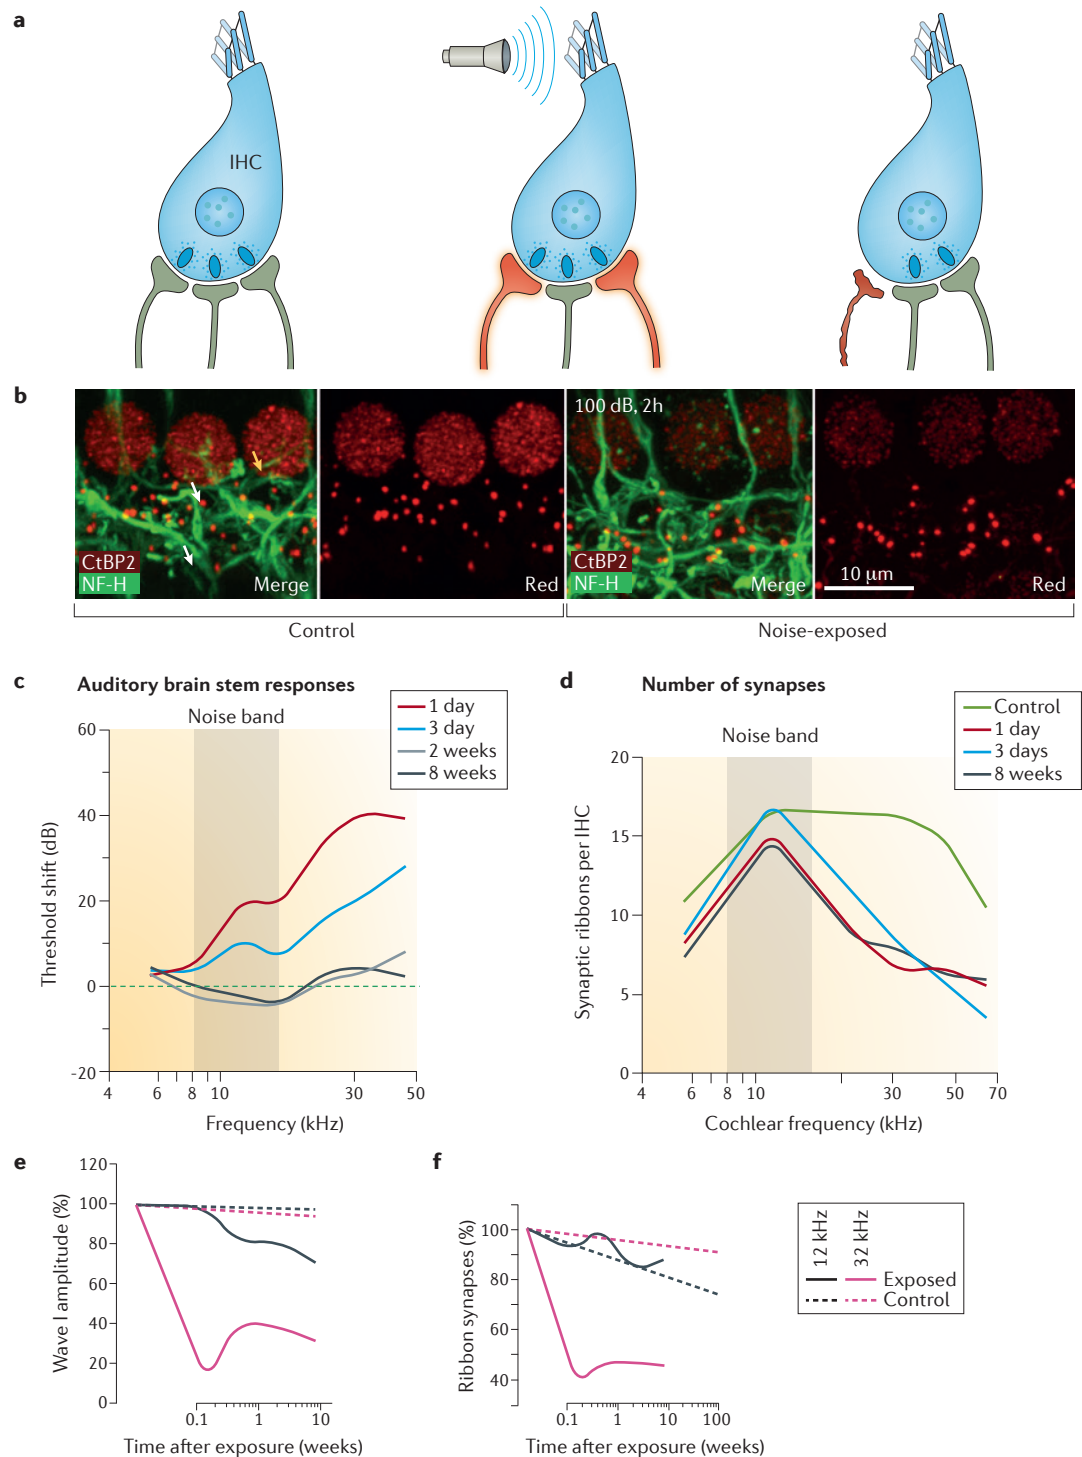 a
IHC
b
100 dB, 2h
CtBP2
NF-H
Merge
Red
CtBP2
NF-H
Merge
10 μm
Red
Control
Noise-exposed
c
Auditory brain stem responses
1 day
3 day
2 weeks
8 weeks
Noise band
60
40
20
0
-20
4
6
8
10
30
50
Threshold shift (dB)
Frequency (kHz)
d
Number of synapses
Control
1 day
3 days
8 weeks
Noise band
20
15
10
5
0
4
6
8
10
30
50
70
Synaptic ribbons per IHC
Cochlear frequency (kHz)
e
120
100
80
60
40
20
0
0.1
1
10
Wave I amplitude (%)
Time after exposure (weeks)
f
100
80
60
40
0.1
1
10
100
Ribbon synapses (%)
Time after exposure (weeks)
12 kHz
32 kHz
Exposed
Control